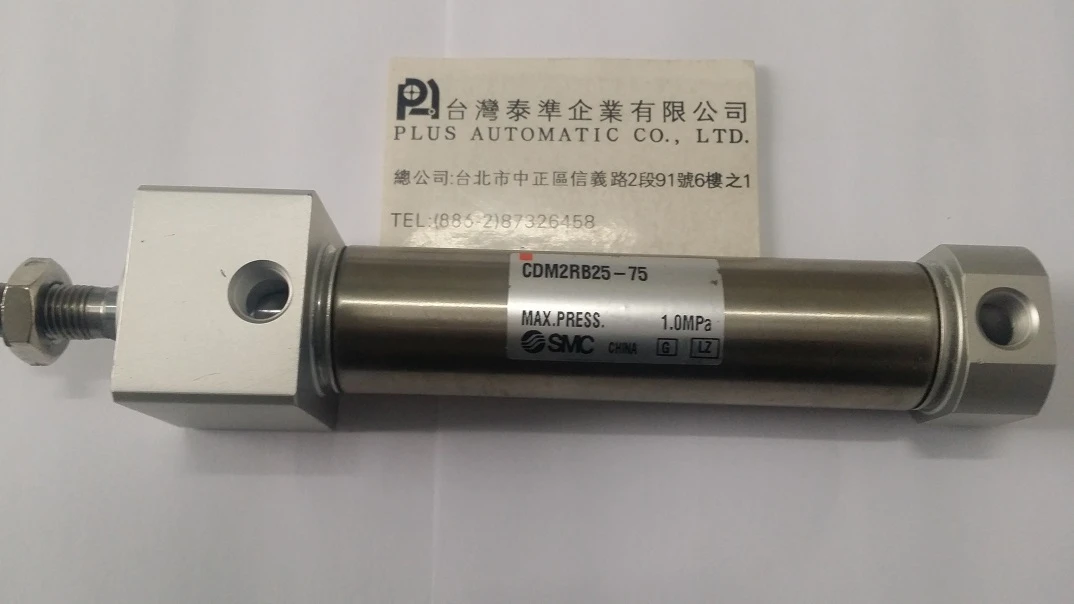 台灣泰準企業有限公司
PLUS AUTOMATIC CO., LTD.
總公司:台北市中正區信義路2段91號6樓之1
TEL:(886-2)87326458
CDM2RB25-75
MAX.PRESS. 1.0MPa
SMC CHINA G LZ